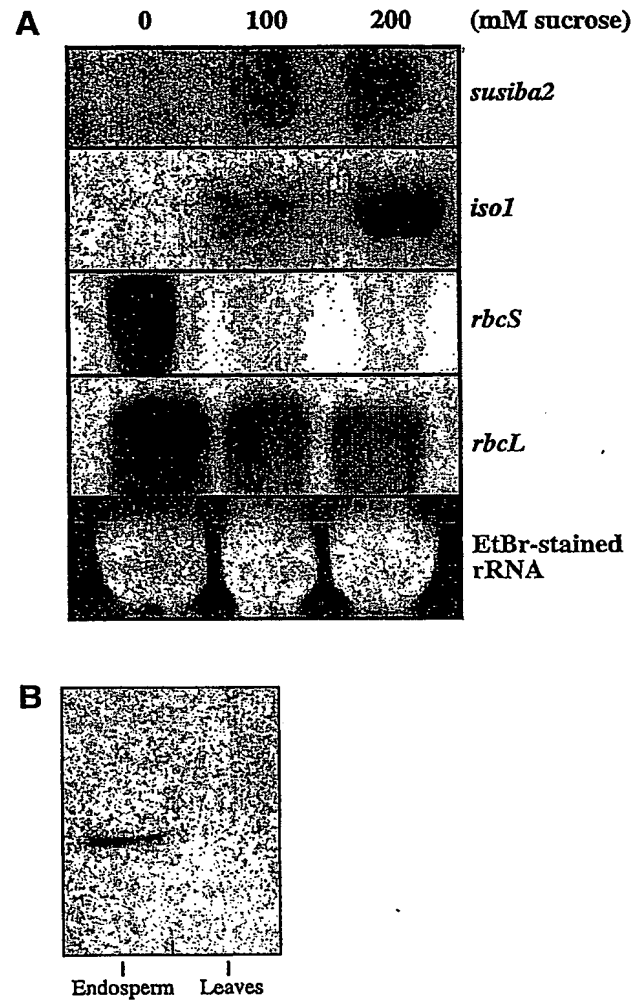 A 0 100 200 (mM sucrose)
susiba2
iso1
rbcS
rbcL
EtBr-stained
rRNA
B
Endosperm Leaves